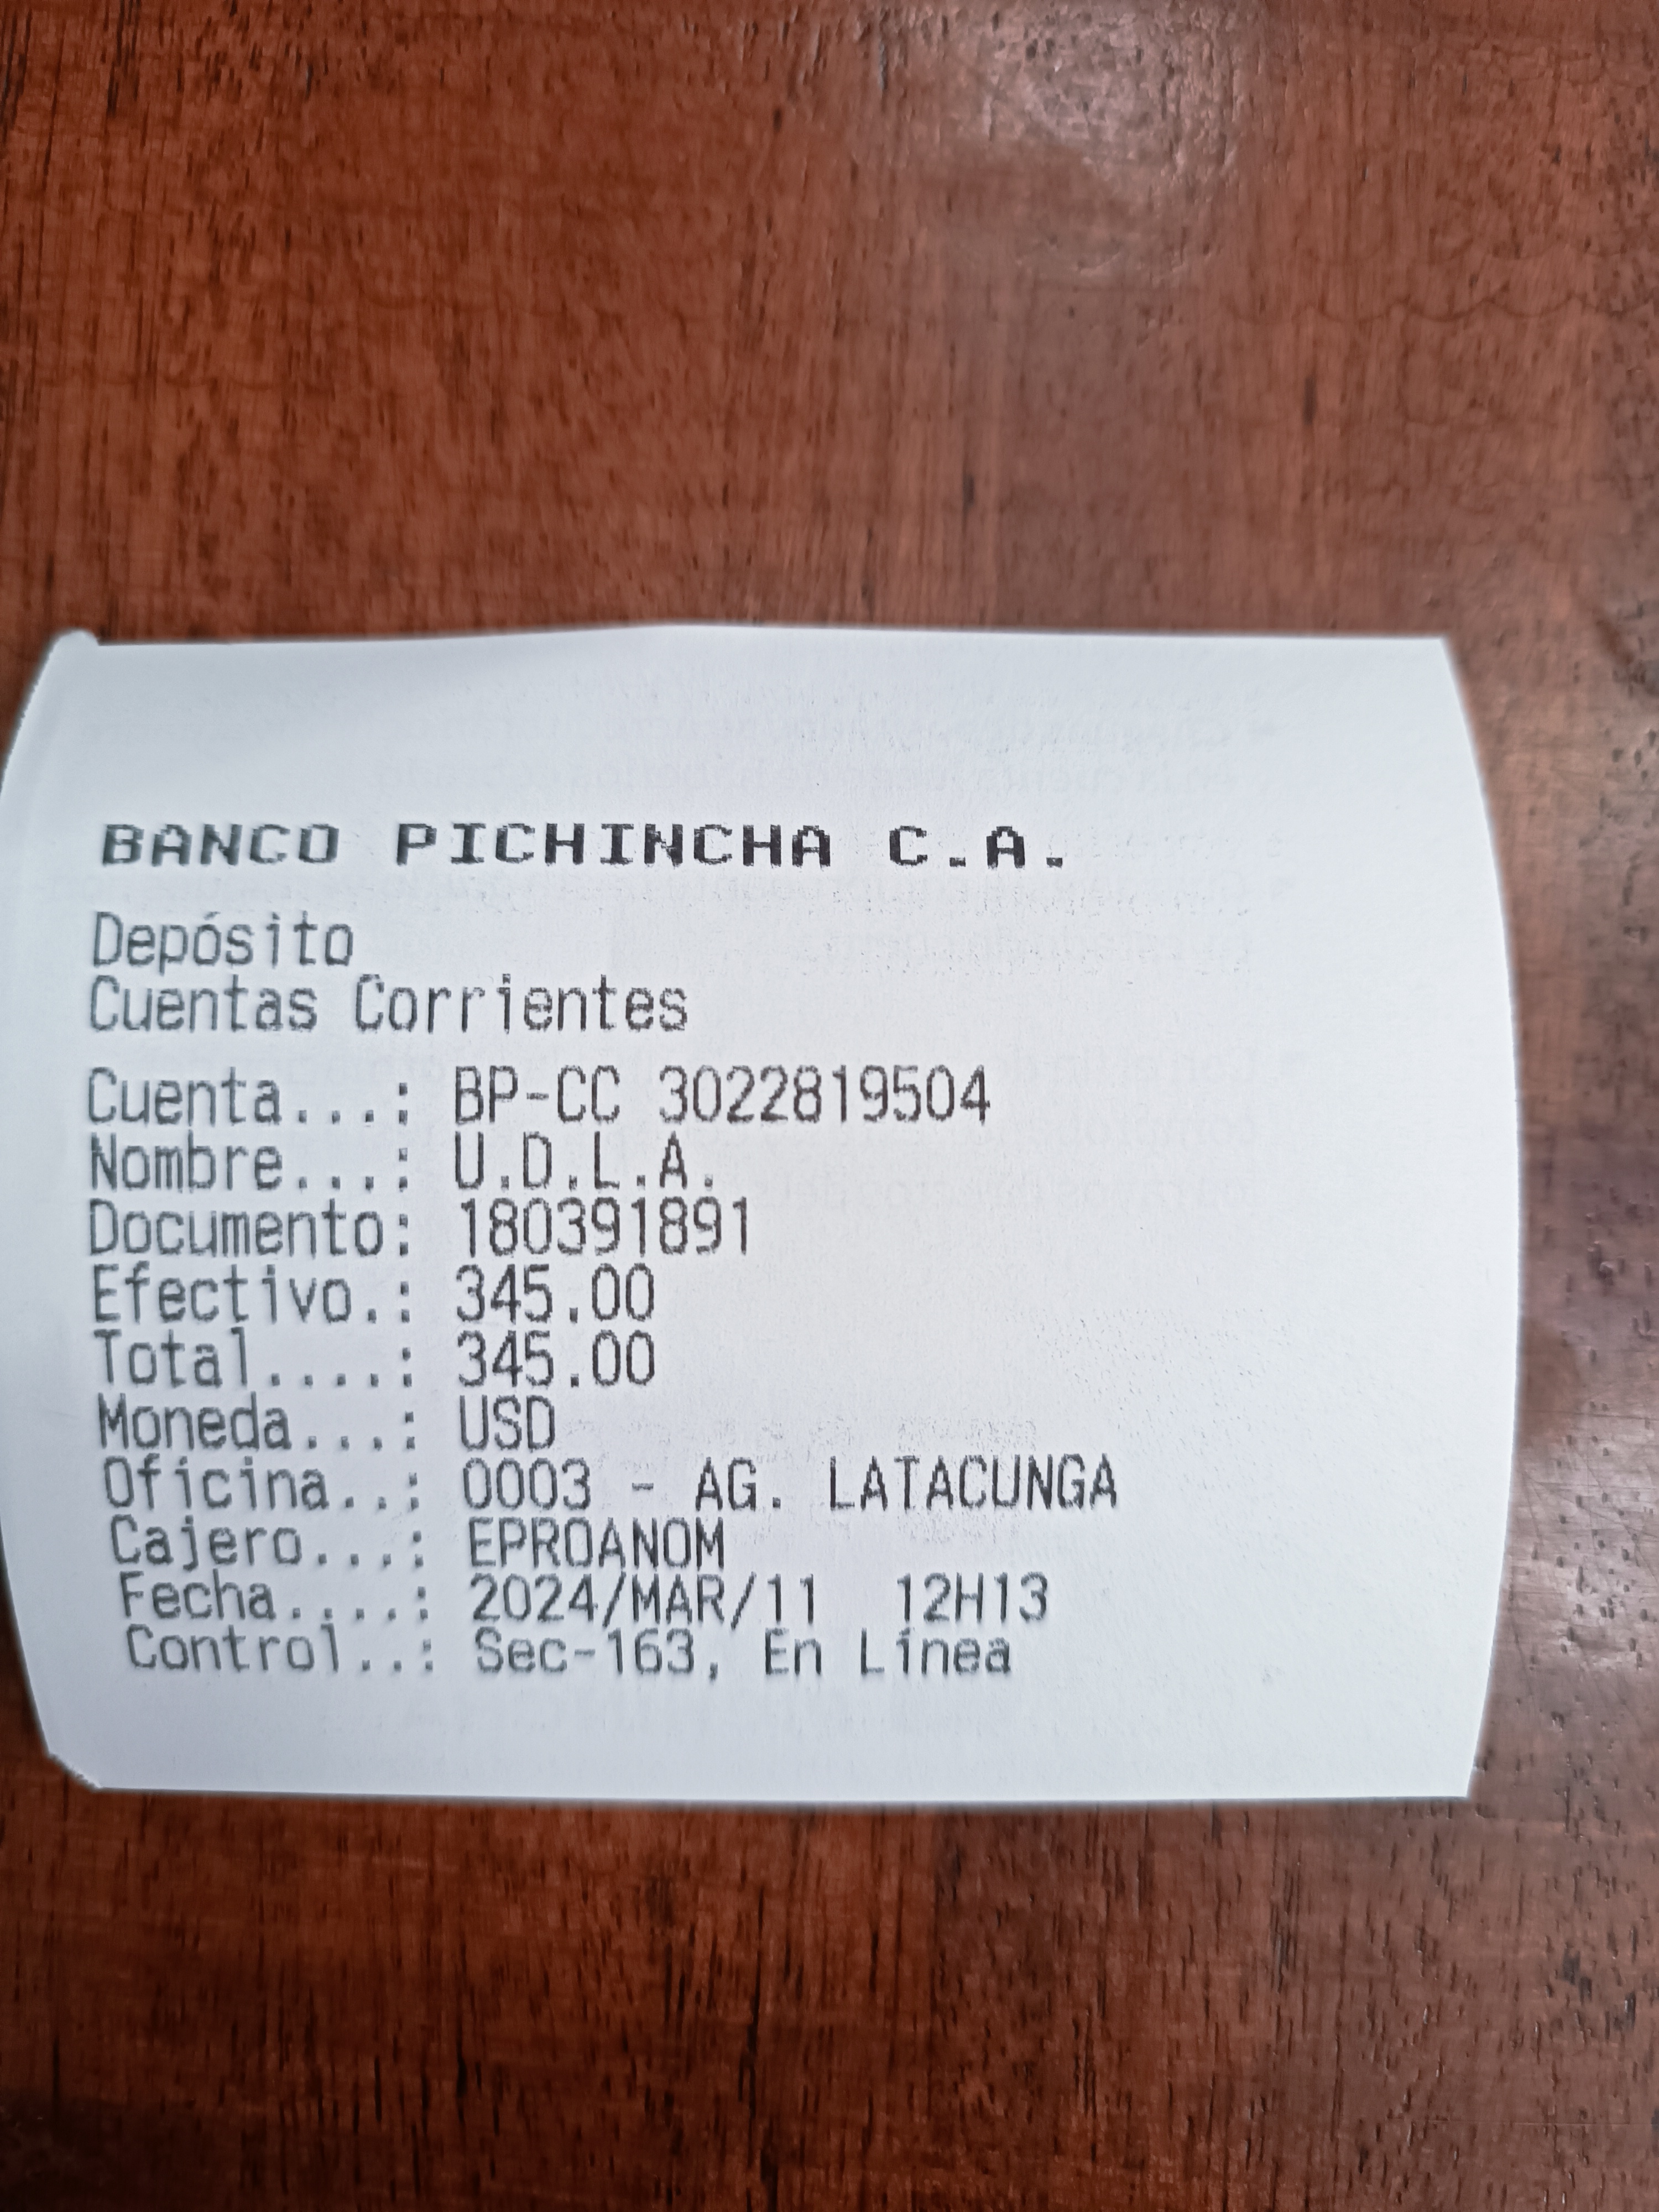 BANCO PICHINCHA C.A.
Depósito
Cuentas Corrientes
Cuenta...: BP-CC 3022819504
Nombre...: U.D.L.A.
Documento: 180391891
Efectivo.: 345.00
Total....: 345.00
Moneda...: USD
Oficina..: 0003 - AG. LATACUNGA
Cajero...: EPROANOM
Fecha....: 2024/MAR/11 12H13
Control..: Sec-163, En Línea